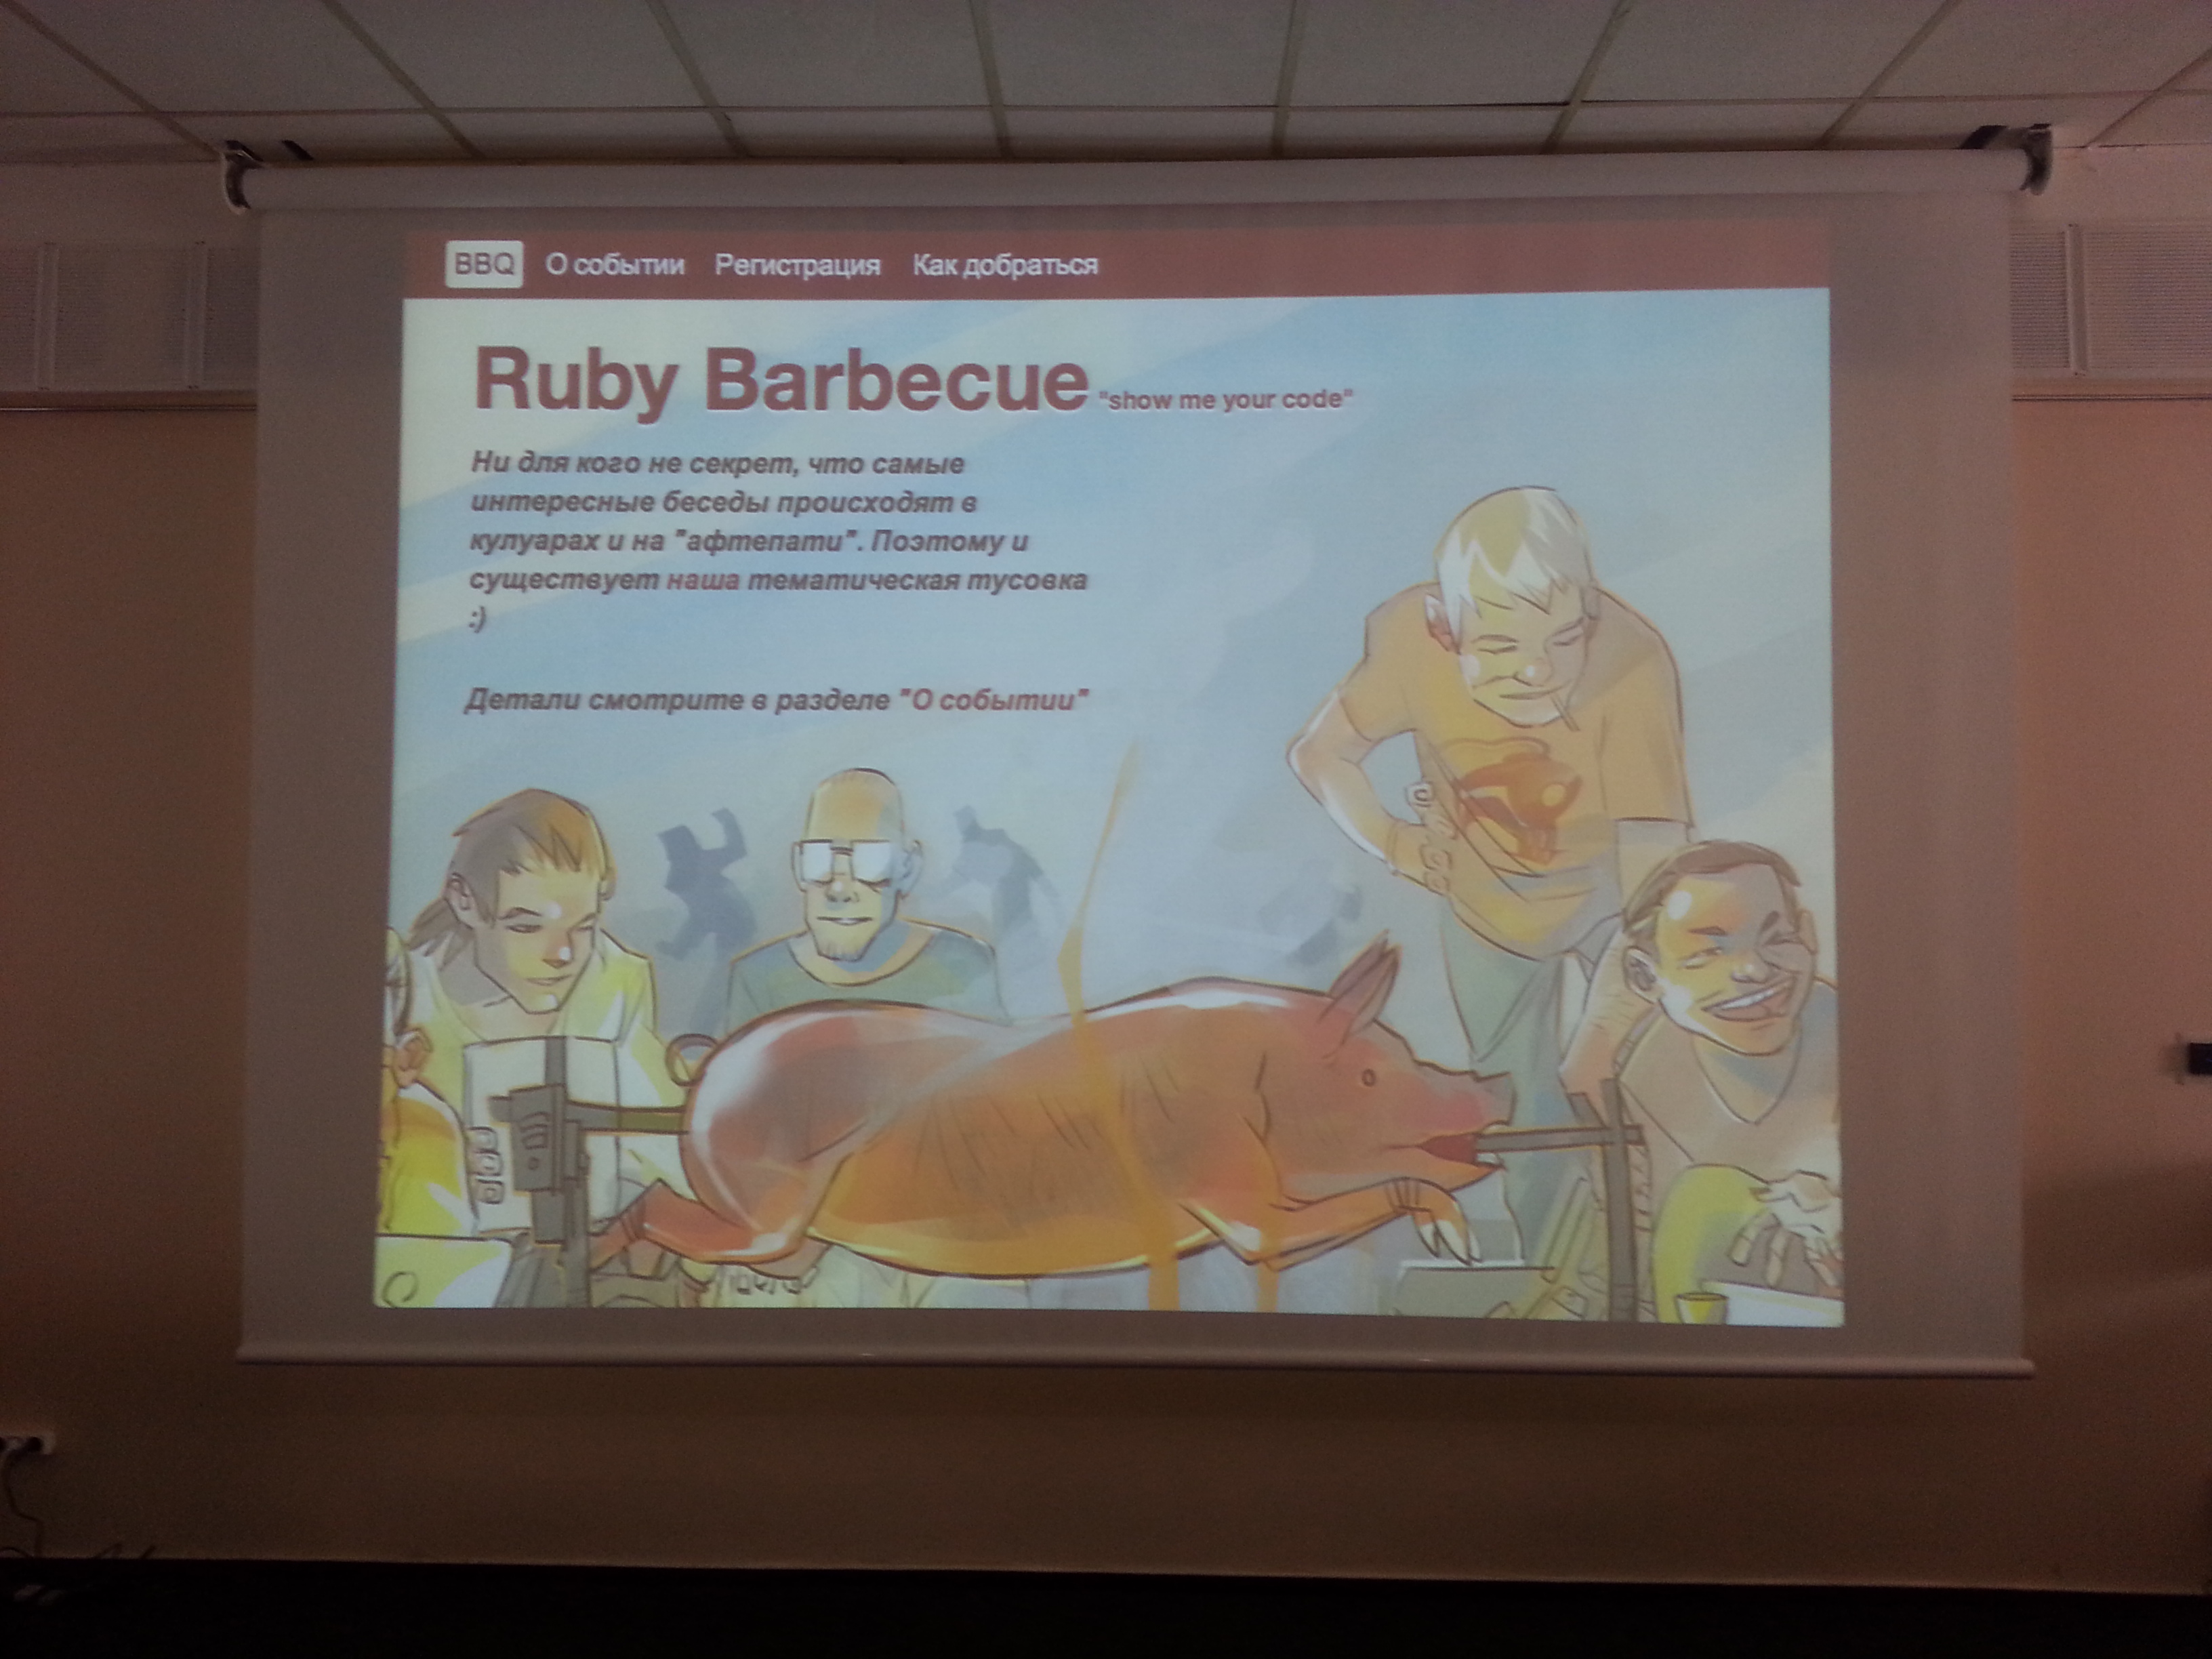 BBQ О событии Регистрация Как добраться
Ruby Barbecue "show me your code"
Ни для кого не секрет, что самые
интересные беседы происходят в
кулуарах и на "афтепати". Поэтому и
существует наша тематическая тусовка
:)
Детали смотрите в разделе "О событии"